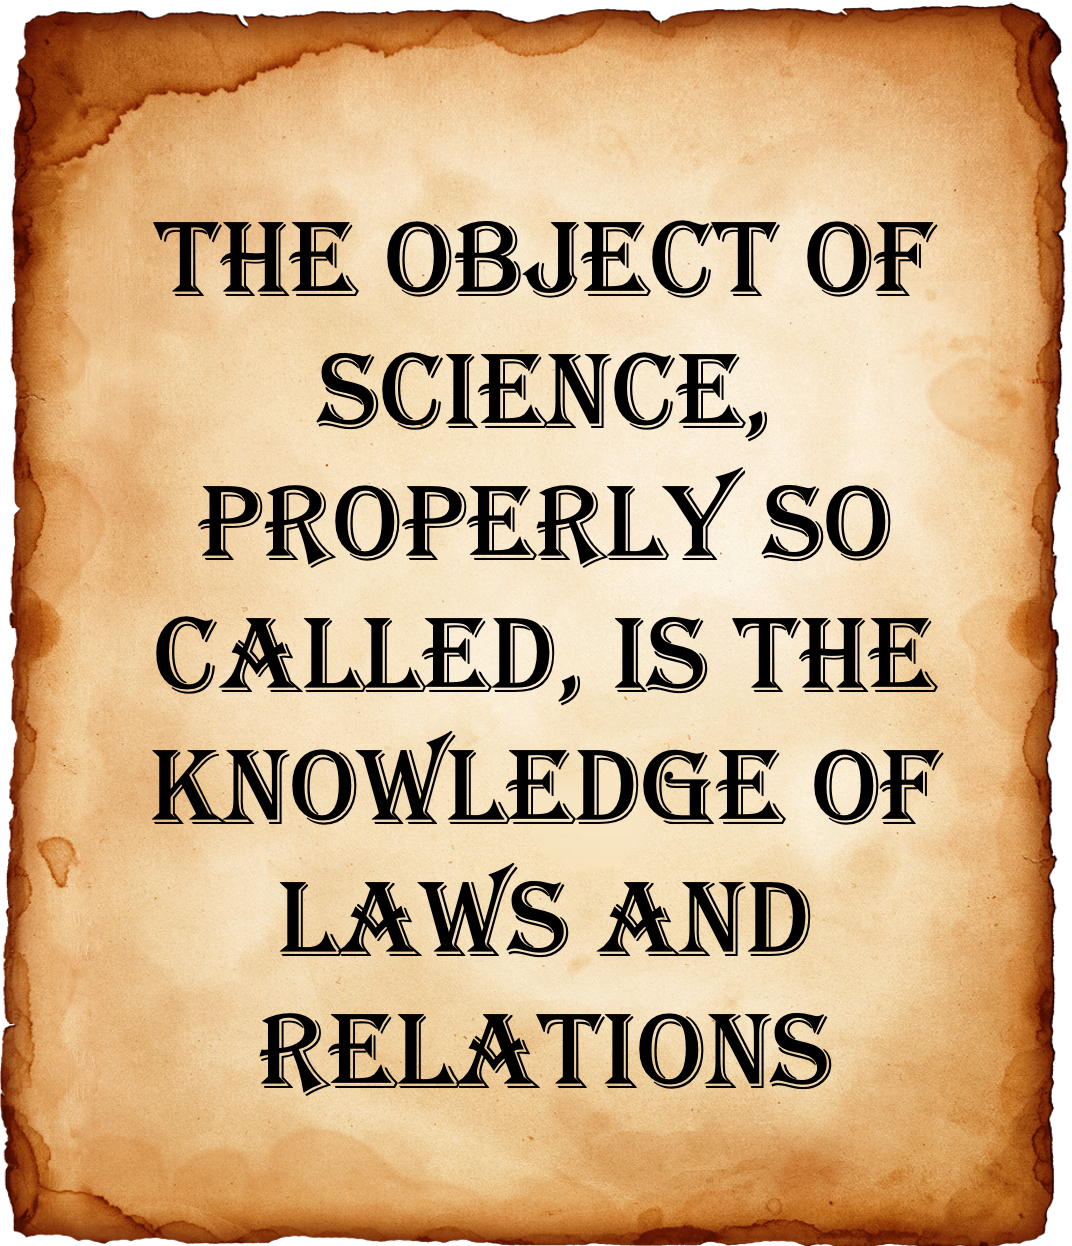 THE OBJECT OF
SCIENCE,
PROPERLY SO
CALLED, IS THE
KNOWLEDGE OF
LAWS AND
RELATIONS